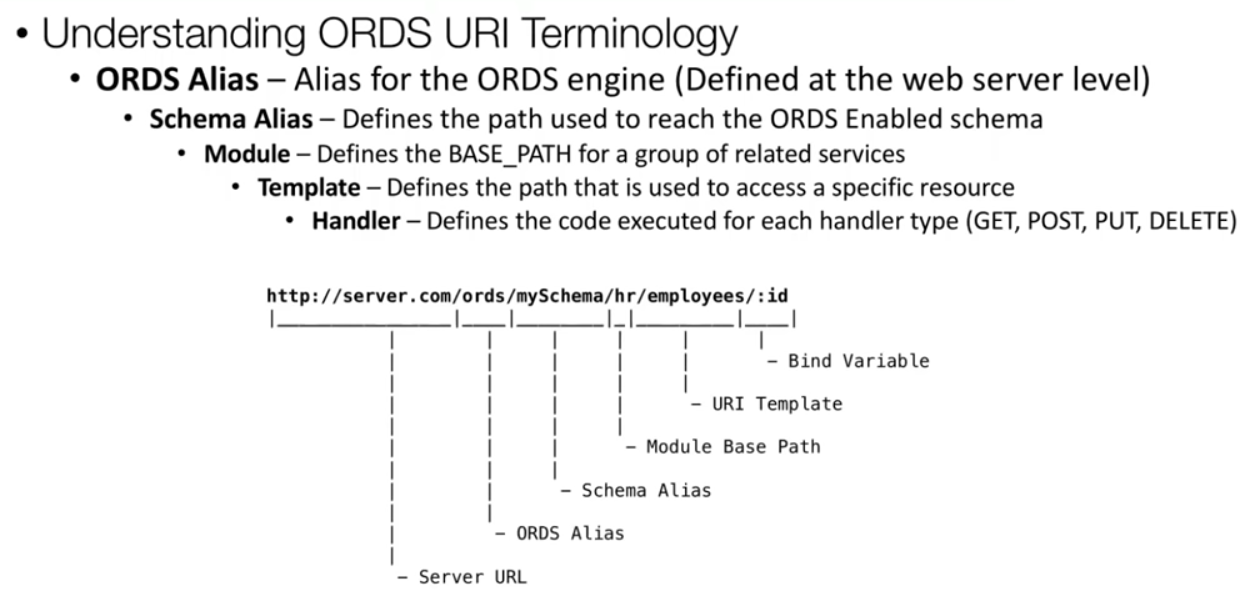 • Understanding ORDS URI Terminology
• ORDS Alias – Alias for the ORDS engine (Defined at the web server level)
• Schema Alias – Defines the path used to reach the ORDS Enabled schema
• Module – Defines the BASE_PATH for a group of related services
• Template – Defines the path that is used to access a specific resource
• Handler – Defines the code executed for each handler type (GET, POST, PUT, DELETE)
http://server.com/ords/mySchema/hr/employees/:id
– Bind Variable
– URI Template
– Module Base Path
– Schema Alias
– ORDS Alias
– Server URL